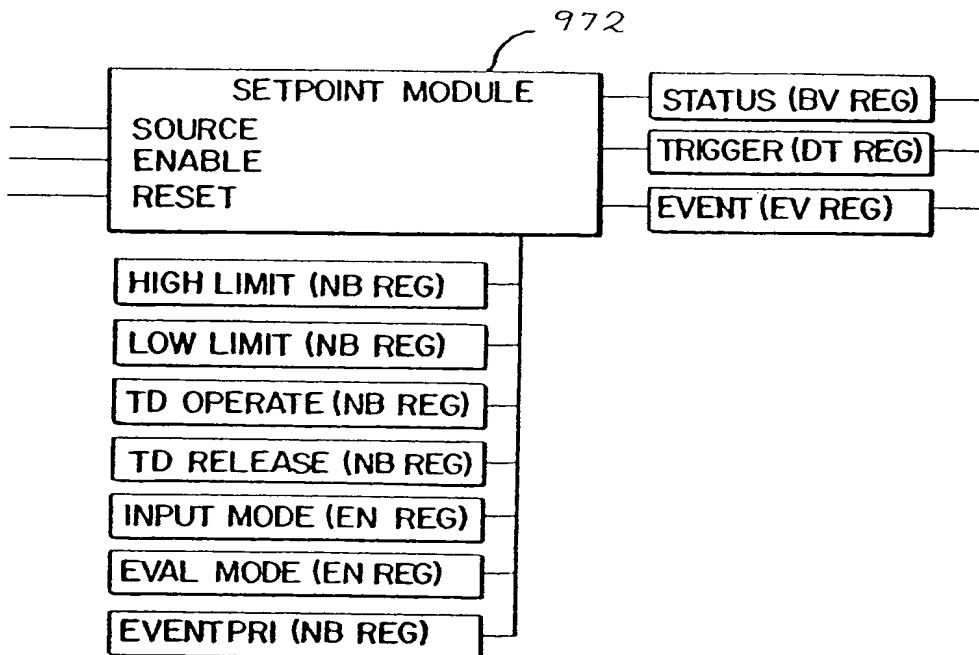 972
SETPOINT MODULE
SOURCE
ENABLE
RESET
STATUS (BV REG)
TRIGGER (DT REG)
EVENT (EV REG)
HIGH LIMIT (NB REG)
LOW LIMIT (NB REG)
TD OPERATE (NB REG)
TD RELEASE (NB REG)
INPUT MODE (EN REG)
EVAL MODE (EN REG)
EVENT PRI (NB REG)